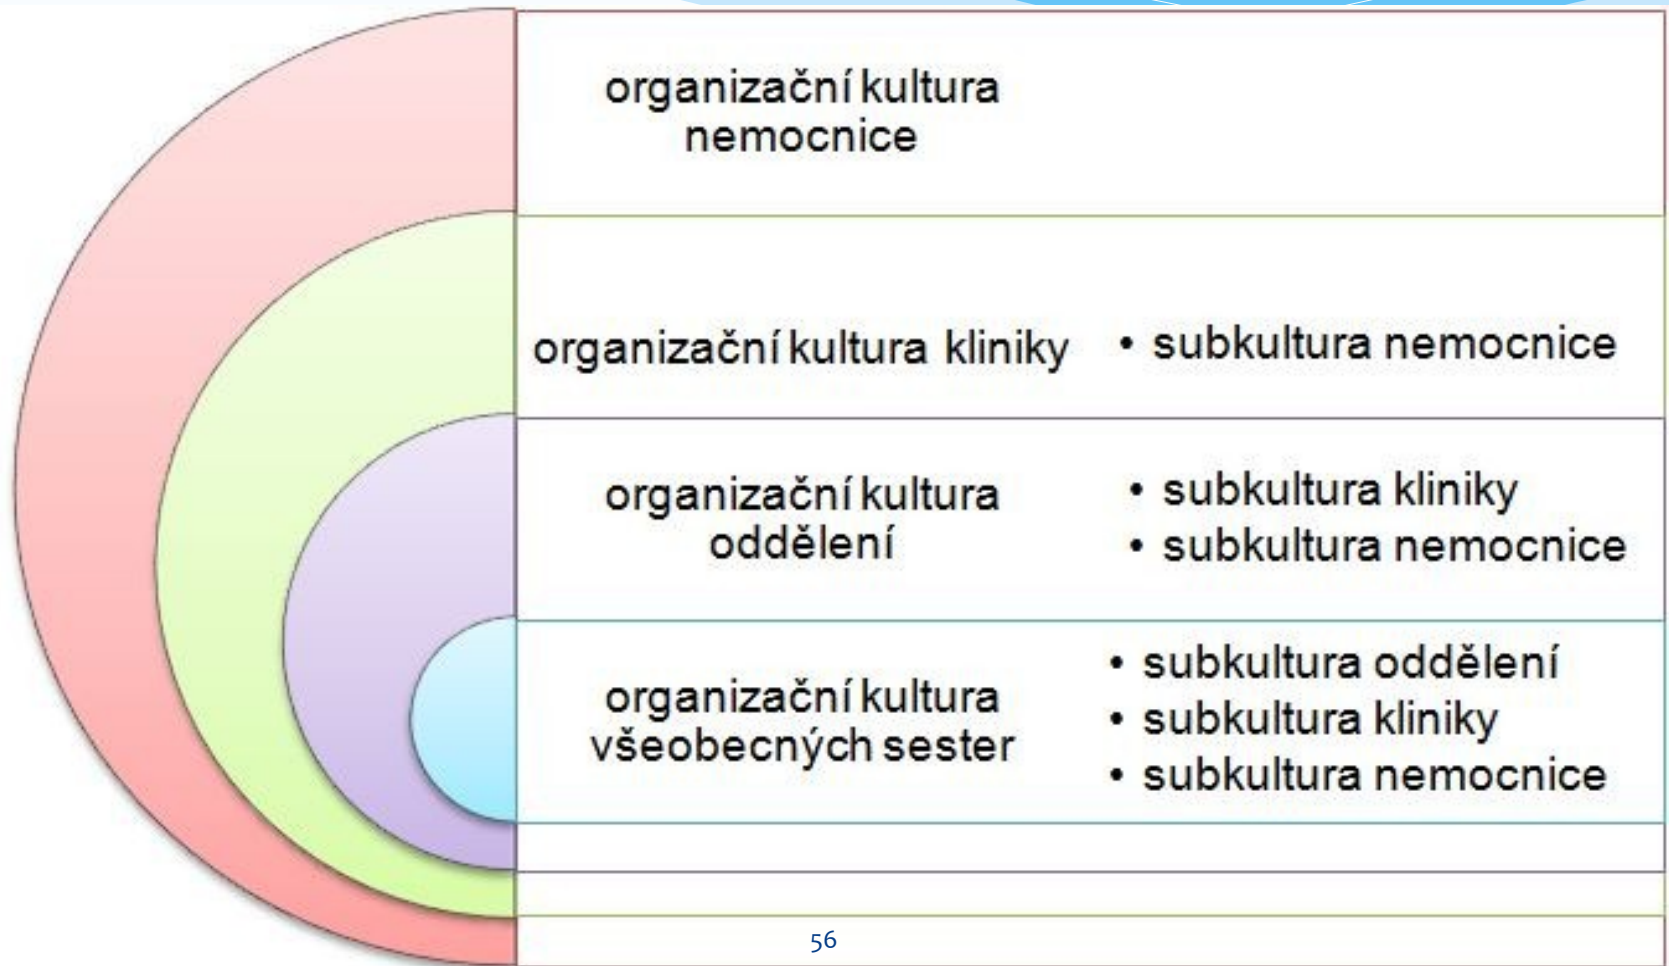 organizační kultura
nemocnice
organizační kultura kliniky
• subkultura nemocnice
organizační kultura
oddělení
• subkultura kliniky
• subkultura nemocnice
organizační kultura
všeobecných sester
• subkultura oddělení
• subkultura kliniky
• subkultura nemocnice
56